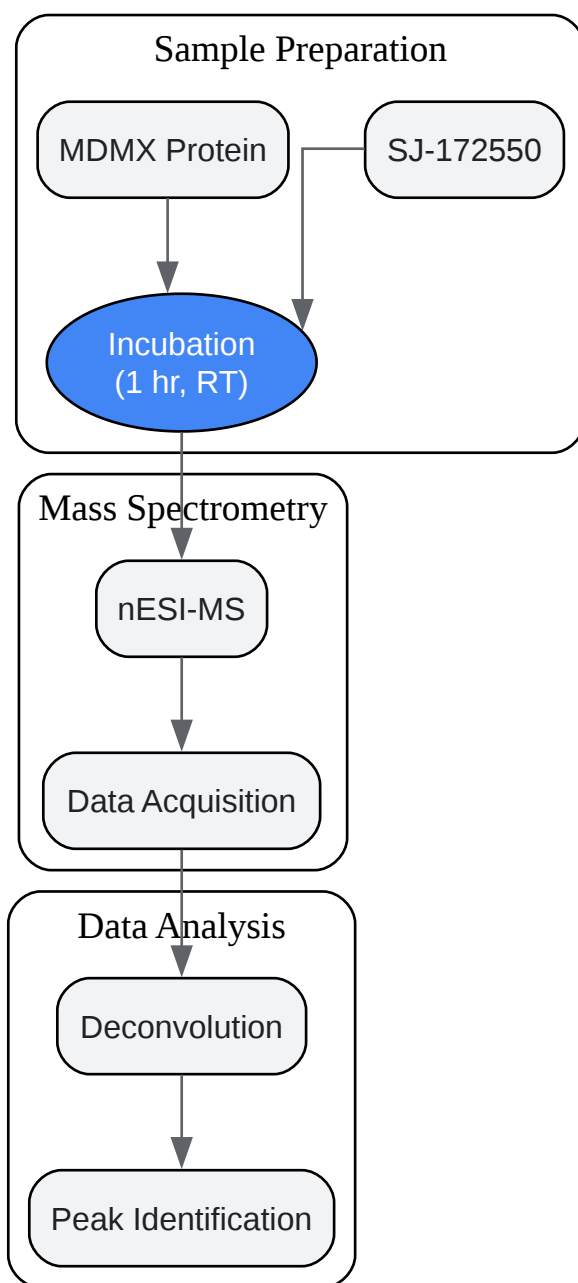 Sample Preparation
MDMX Protein
SJ-172550
Incubation
(1 hr, RT)
Mass Spectrometry
nESI-MS
Data Acquisition
Data Analysis
Deconvolution
Peak Identification